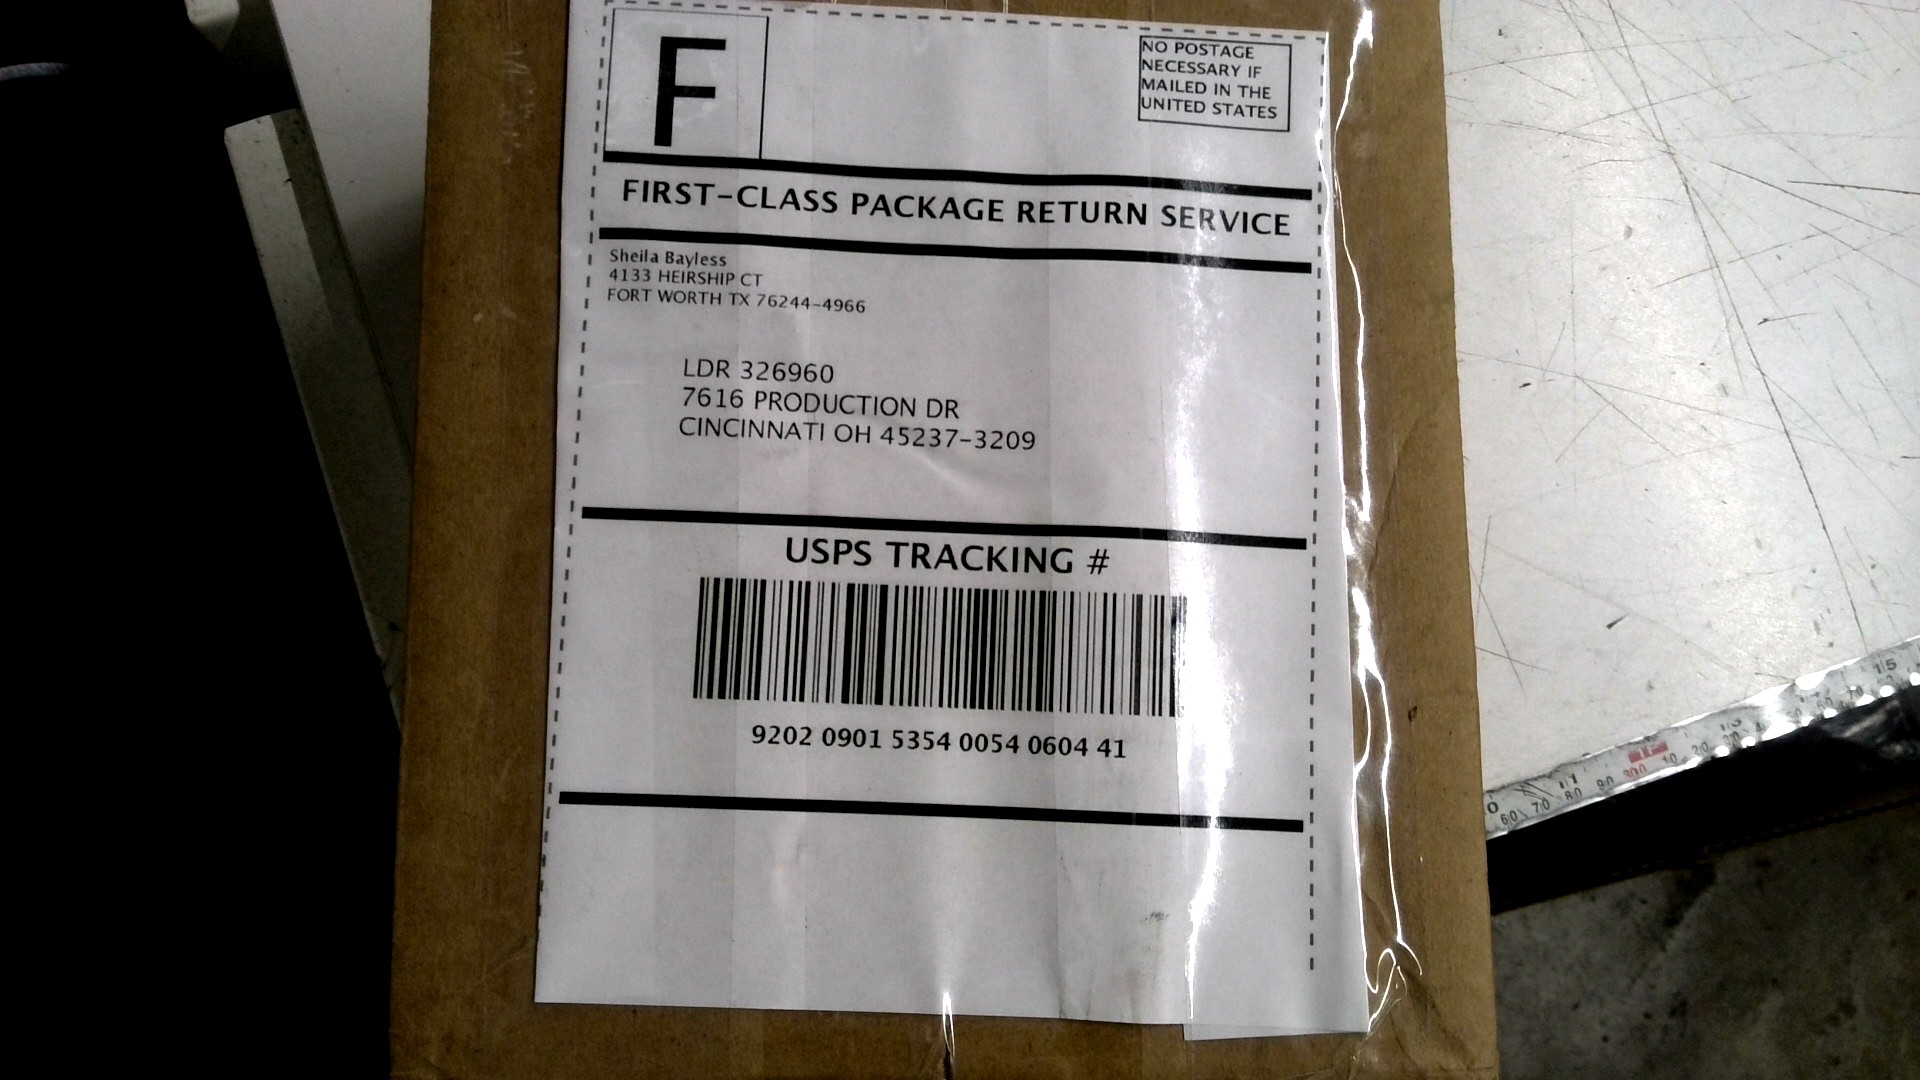 F
NO POSTAGE
NECESSARY IF
MAILED IN THE
UNITED STATES
FIRST-CLASS PACKAGE RETURN SERVICE
Sheila Bayless
4133 HEIRSHIP CT
FORT WORTH TX 76244-4966
LDR 326960
7616 PRODUCTION DR
CINCINNATI OH 45237-3209
USPS TRACKING #
9202 0901 5354 0054 0604 41